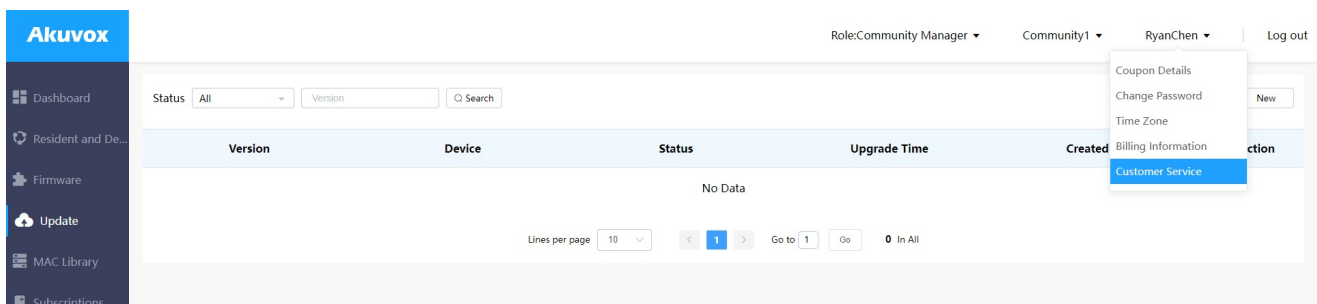 Akuvox
Role:Community Manager
Community1
RyanChen
Log out
Coupon Details
Change Password
Time Zone
Billing Information
Customer Service
Dashboard
Resident and De...
Firmware
Update
MAC Library
Subscriptions
Status All Version Search New
Version Device Status Upgrade Time Created ction
No Data
Lines per page 10 < 1 > Go to 1 Go 0 In All